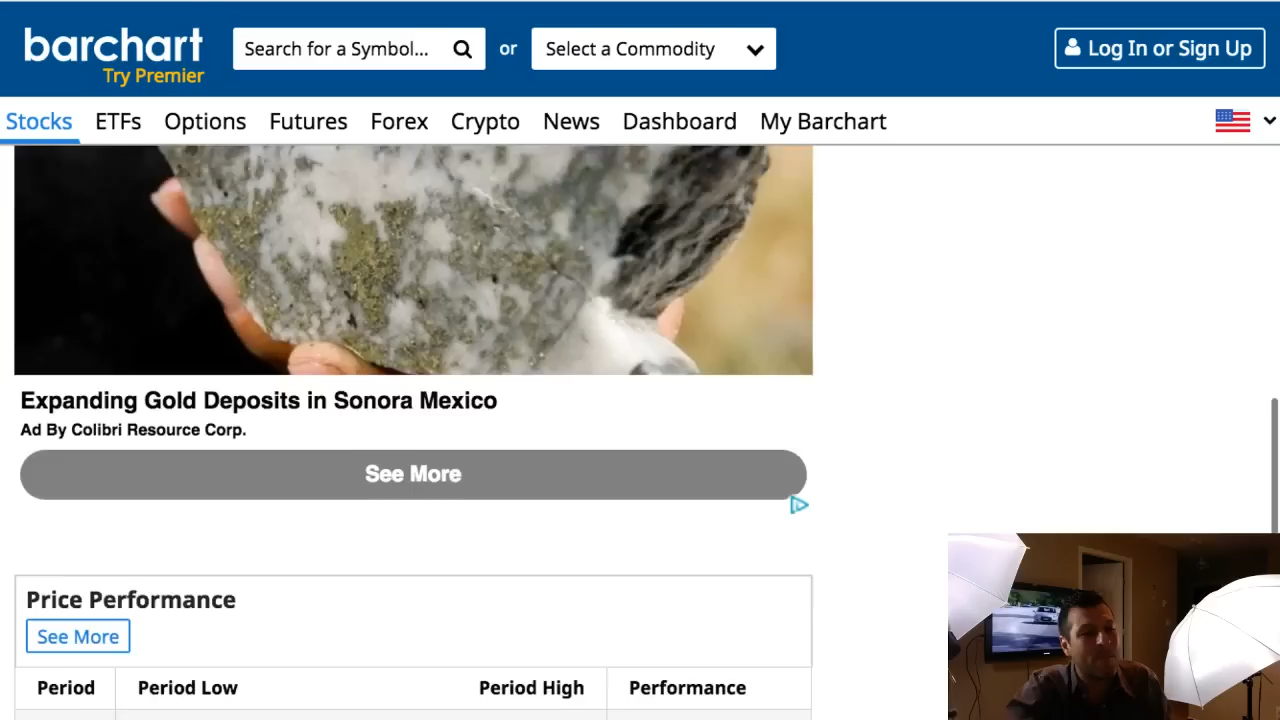 barchart
Try Premier
Search for a Symbol...
or
Select a Commodity
Log In or Sign Up
Stocks ETFs Options Futures Forex Crypto News Dashboard My Barchart
Expanding Gold Deposits in Sonora Mexico
Ad By Colibri Resource Corp.
See More
Price Performance
See More
Period Period Low Period High Performance